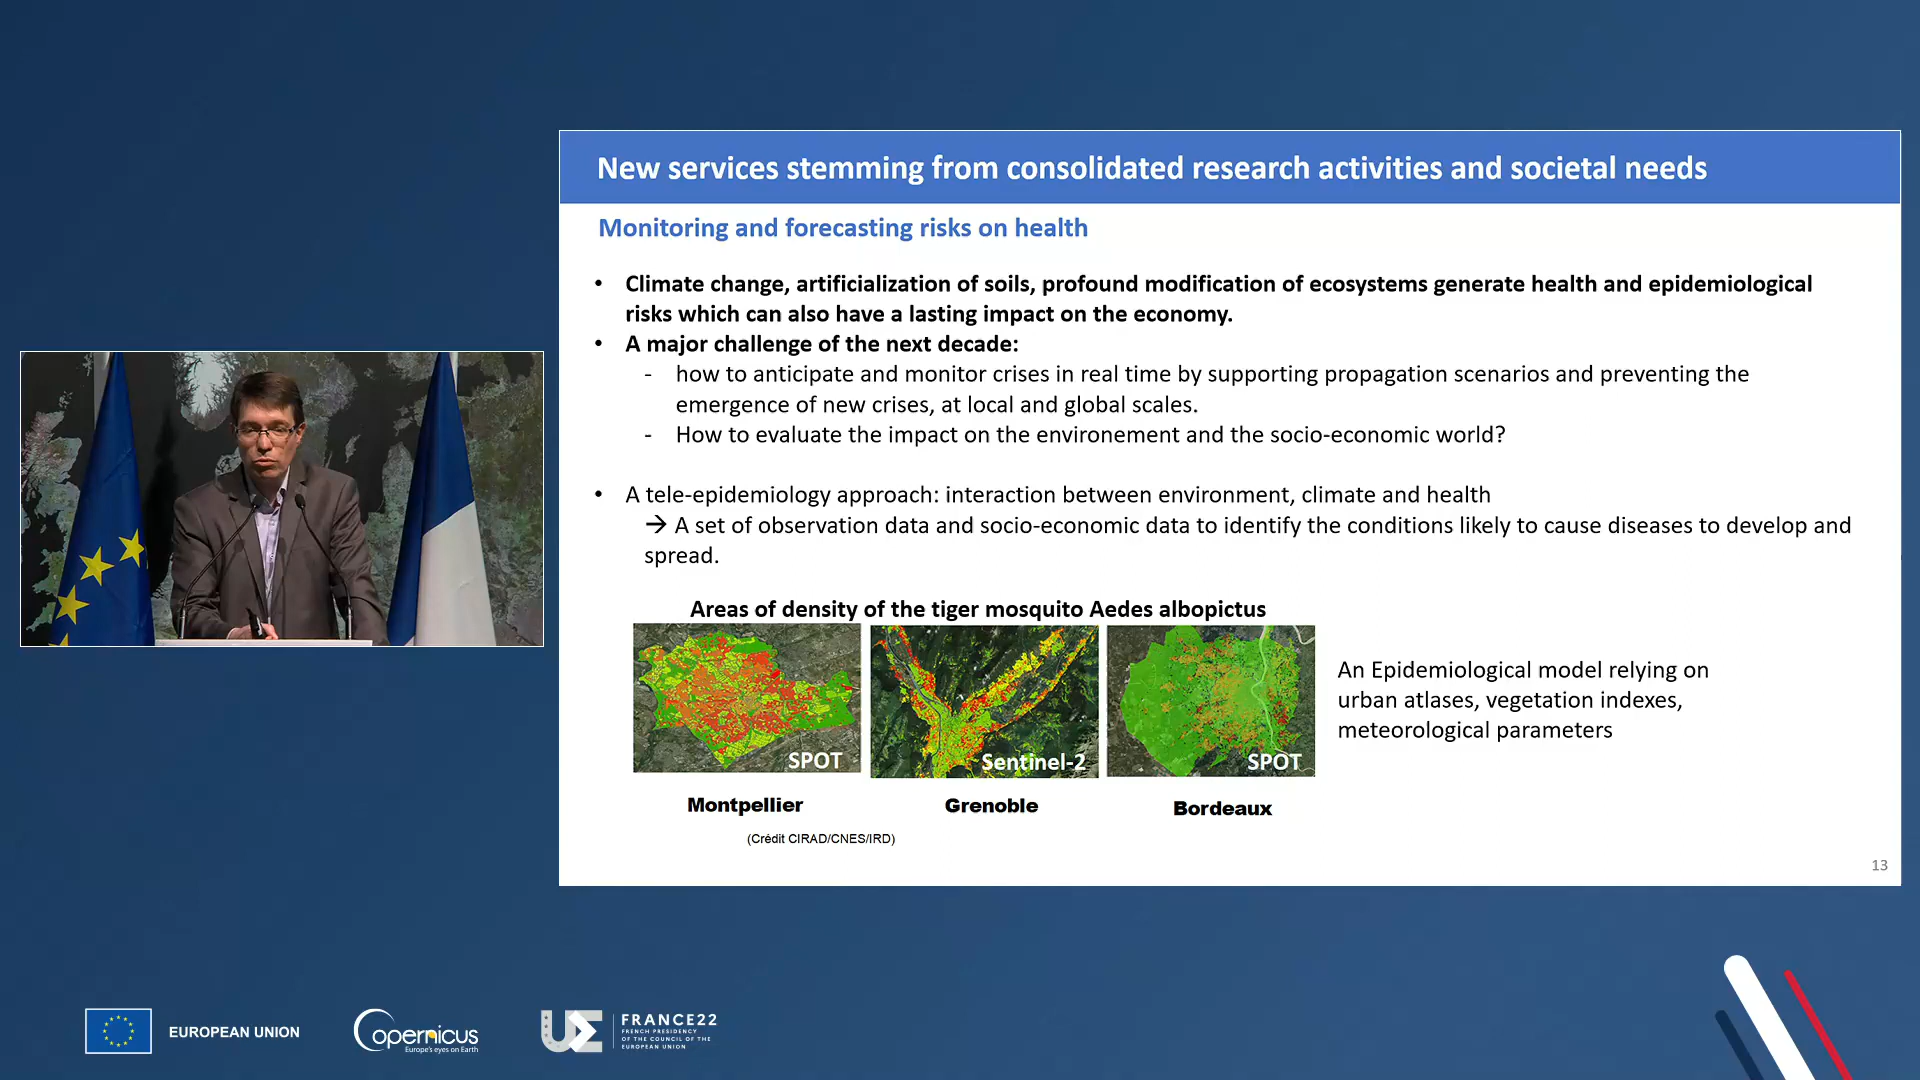 New services stemming from consolidated research activities and societal needs
Monitoring and forecasting risks on health
• Climate change, artificialization of soils, profound modification of ecosystems generate health and epidemiological
risks which can also have a lasting impact on the economy.
• A major challenge of the next decade:
- how to anticipate and monitor crises in real time by supporting propagation scenarios and preventing the
emergence of new crises, at local and global scales.
- How to evaluate the impact on the environement and the socio-economic world?
• A tele-epidemiology approach: interaction between environment, climate and health
→ A set of observation data and socio-economic data to identify the conditions likely to cause diseases to develop and
spread.
Areas of density of the tiger mosquito Aedes albopictus
SPOT
Sentinel-2
SPOT
An Epidemiological model relying on
urban atlases, vegetation indexes,
meteorological parameters
Montpellier
Grenoble
Bordeaux
(Crédit CIRAD/CNES/IRD)
13
EUROPEAN UNION
Copernicus
Europe's eyes on Earth
UE
FRANCE22
FRENCH PRESIDENCY
OF THE COUNCIL OF THE
EUROPEAN UNION